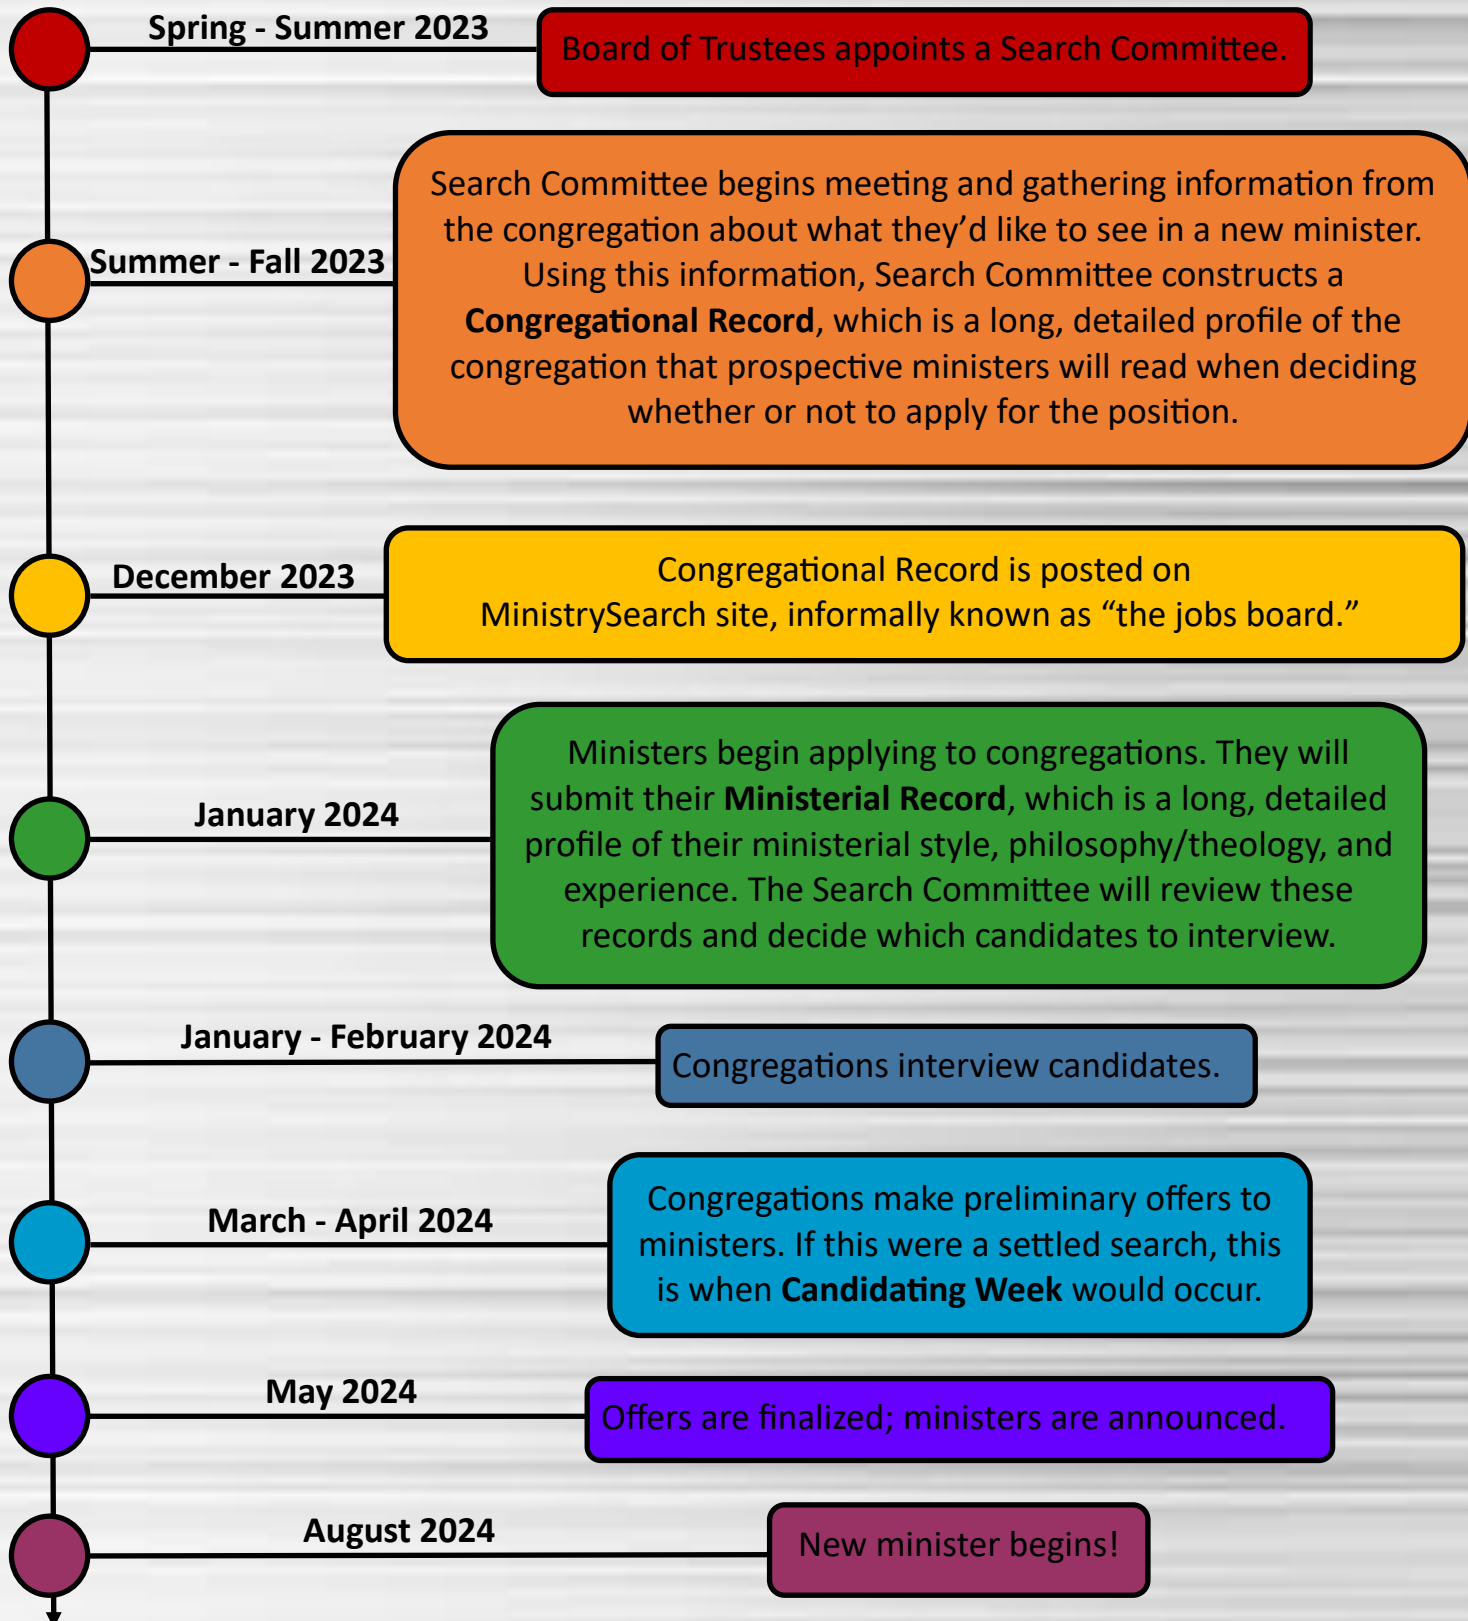 Spring - Summer 2023
Board of Trustees appoints a Search Committee.
Summer - Fall 2023
Search Committee begins meeting and gathering information from
the congregation about what they’d like to see in a new minister.
Using this information, Search Committee constructs a
Congregational Record, which is a long, detailed profile of the
congregation that prospective ministers will read when deciding
whether or not to apply for the position.
December 2023
Congregational Record is posted on
MinistrySearch site, informally known as “the jobs board.”
January 2024
Ministers begin applying to congregations. They will
submit their Ministerial Record, which is a long, detailed
profile of their ministerial style, philosophy/theology, and
experience. The Search Committee will review these
records and decide which candidates to interview.
January - February 2024
Congregations interview candidates.
March - April 2024
Congregations make preliminary offers to
ministers. If this were a settled search, this
is when Candidating Week would occur.
May 2024
Offers are finalized; ministers are announced.
August 2024
New minister begins!